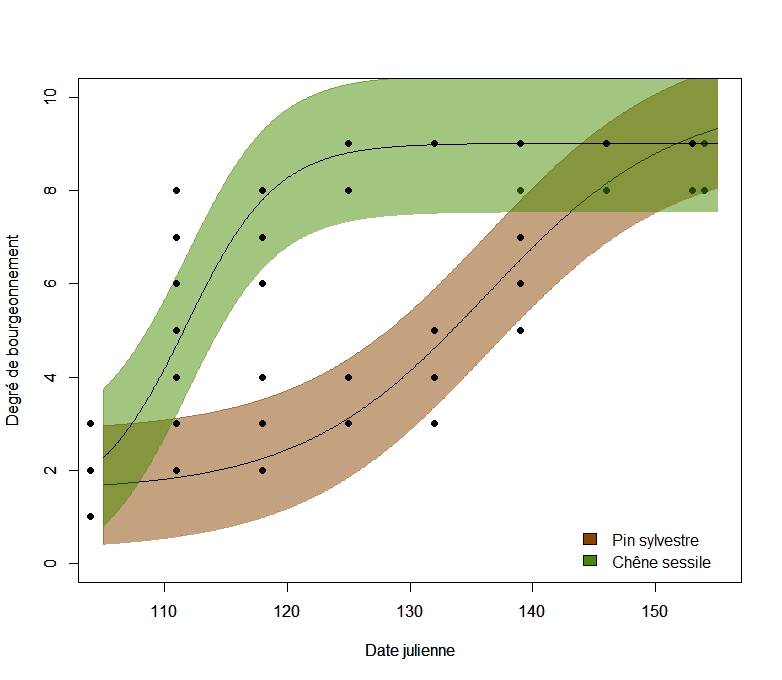 Degré de bourgeonnement
10
8
6
4
2
0
Pin sylvestre
Chêne sessile
110 120 130 140 150
Date julienne